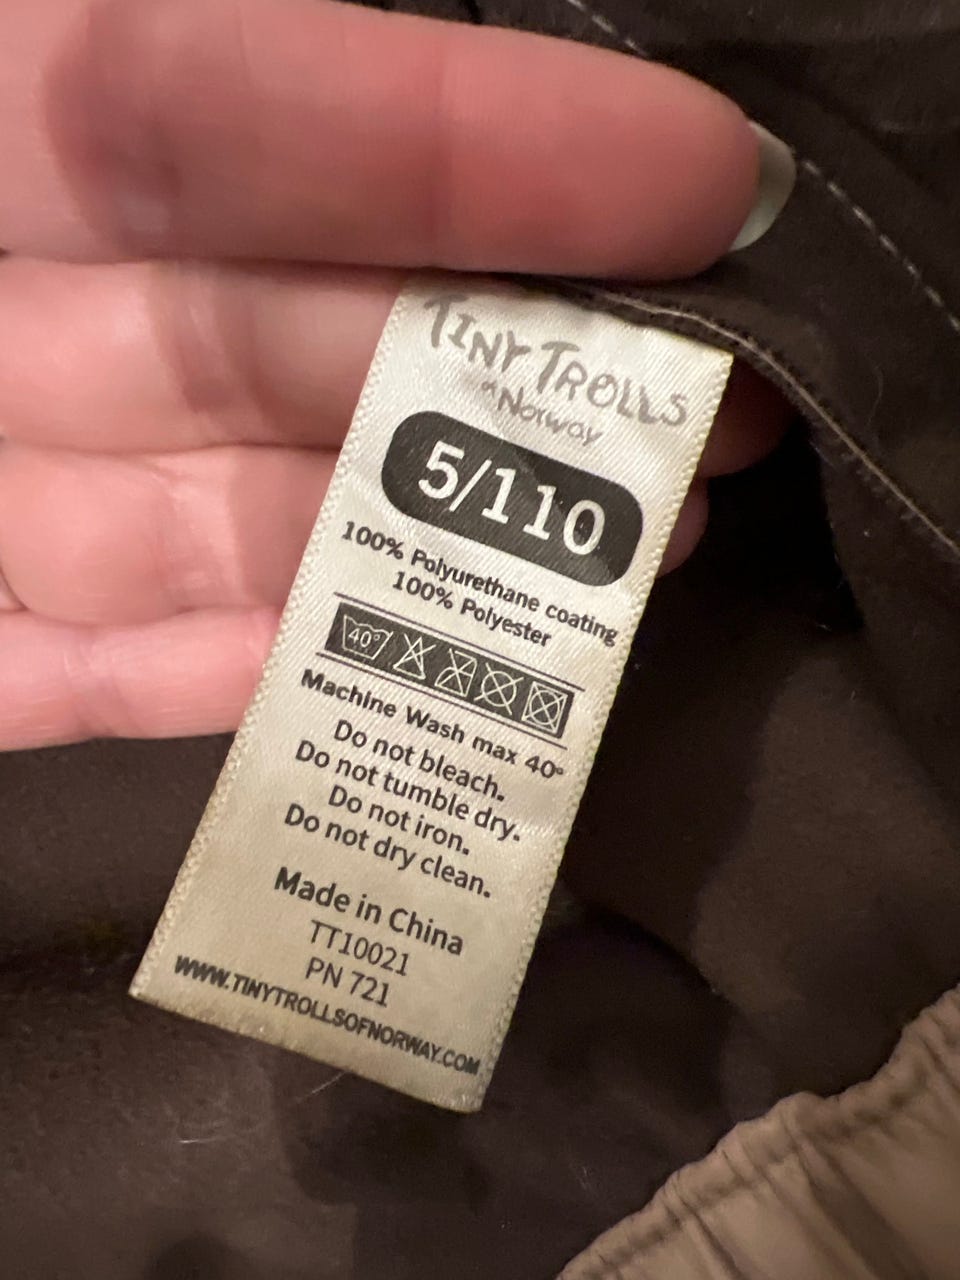 TINY TROLLS
of Norway
5/110
100% Polyurethane coating
100% Polyester
40°
Machine Wash max 40°
Do not bleach.
Do not tumble dry.
Do not iron.
Do not dry clean.
Made in China
TT10021
PN 721
WWW.TINYTROLLSOFNORWAY.COM